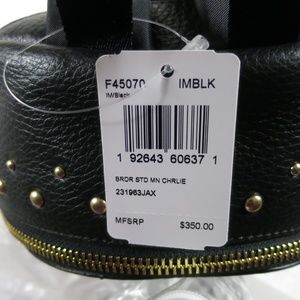 F45070 IMBLK
IM/Black
1 92643 60637 1
BRDR STD MN CHRLIE
231963JAX
MFSRP $350.00